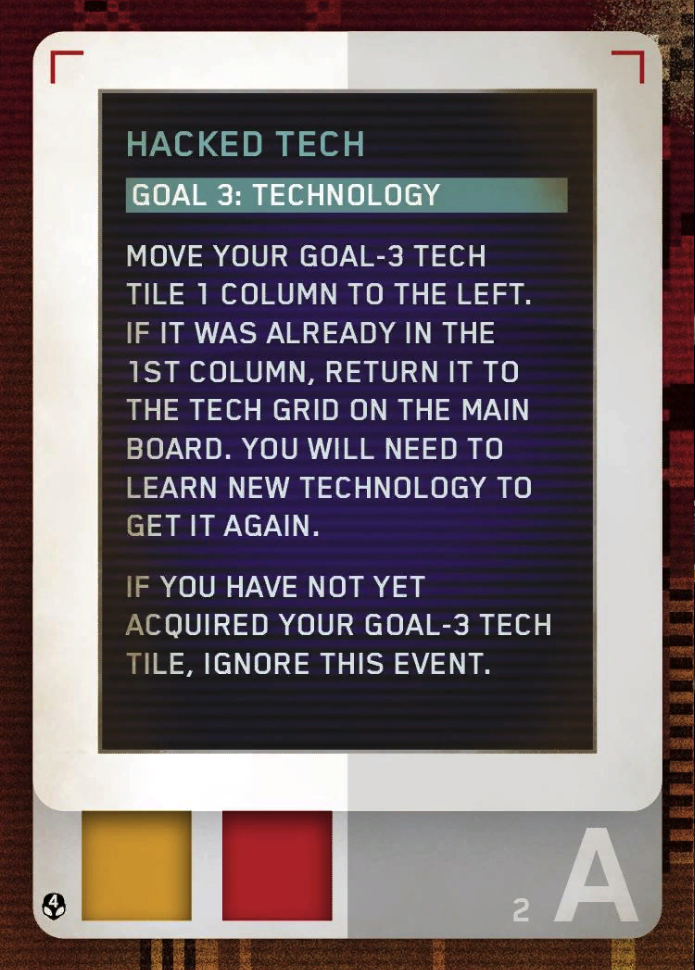 HACKED TECH
GOAL 3: TECHNOLOGY
MOVE YOUR GOAL-3 TECH
TILE 1 COLUMN TO THE LEFT.
IF IT WAS ALREADY IN THE
1ST COLUMN, RETURN IT TO
THE TECH GRID ON THE MAIN
BOARD. YOU WILL NEED TO
LEARN NEW TECHNOLOGY TO
GET IT AGAIN.
IF YOU HAVE NOT YET
ACQUIRED YOUR GOAL-3 TECH
TILE, IGNORE THIS EVENT.
4
2
A